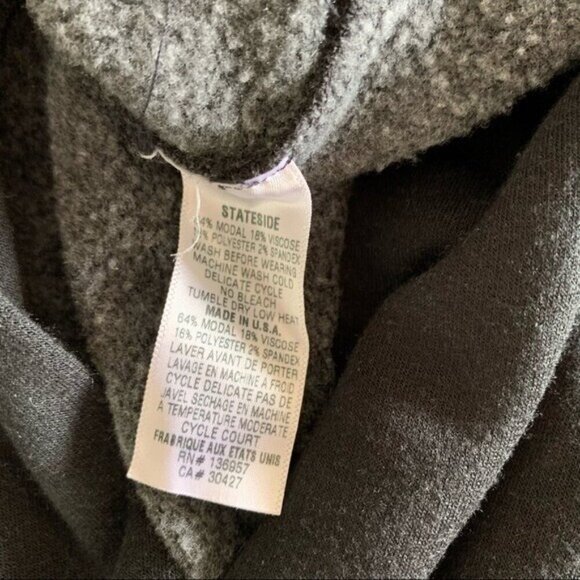 STATESIDE
64% MODAL 18% VISCOSE
16% POLYESTER 2% SPANDEX
WASH BEFORE WEARING
MACHINE WASH COLD
DELICATE CYCLE
NO BLEACH
TUMBLE DRY LOW HEAT
MADE IN U.S.A.
64% MODAL 18% VISCOSE
16% POLYESTER 2% SPANDEX
LAVER AVANT DE PORTER
LAVAGE EN MACHINE A FROID
CYCLE DELICATE PAS DE
JAVEL SECHAGE EN MACHINE
A TEMPERATURE MODERATE
CYCLE COURT
FRABRIQUE AUX ETATS UNIS
RN# 136957
CA# 30427